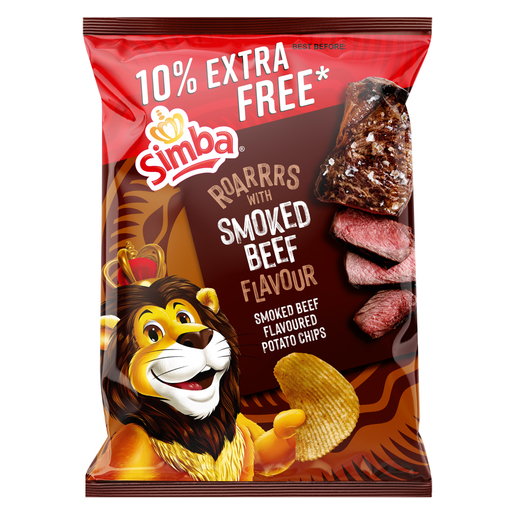 BEST BEFORE
10% EXTRA
FREE*
Simba®
ROARRRS
WITH
SMOKED
BEEF
FLAVOUR
SMOKED BEEF
FLAVOURED
POTATO CHIPS